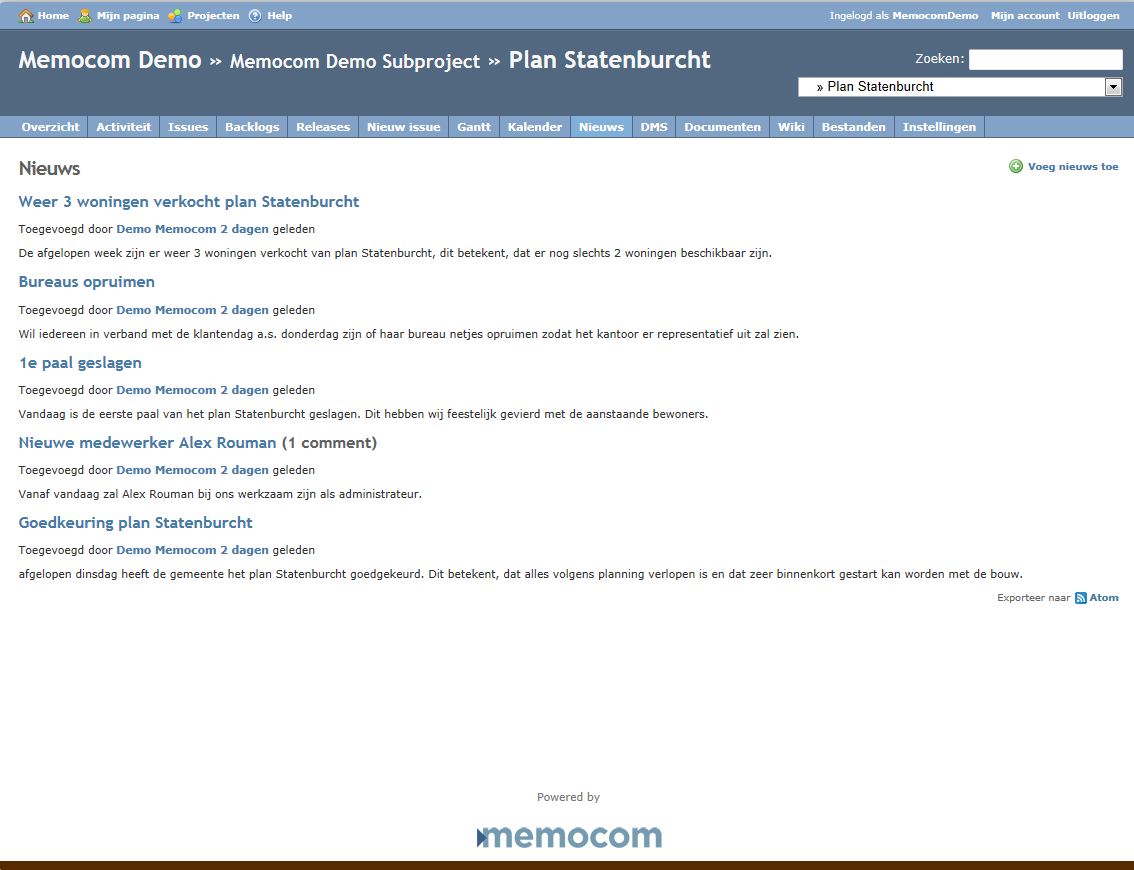 Home Mijn pagina Projecten Help Ingelogd als MemocomDemo Mijn account Uitloggen
Memocom Demo » Memocom Demo Subproject » Plan Statenburcht Zoeken:
» Plan Statenburcht
Overzicht Activiteit Issues Backlogs Releases Nieuw issue Gantt Kalender Nieuws DMS Documenten Wiki Bestanden Instellingen
Nieuws Voeg nieuws toe
Weer 3 woningen verkocht plan Statenburcht
Toegevoegd door Demo Memocom 2 dagen geleden
De afgelopen week zijn er weer 3 woningen verkocht van plan Statenburcht, dit betekent, dat er nog slechts 2 woningen beschikbaar zijn.
Bureaus opruimen
Toegevoegd door Demo Memocom 2 dagen geleden
Wil iedereen in verband met de klantendag a.s. donderdag zijn of haar bureau netjes opruimen zodat het kantoor er representatief uit zal zien.
1e paal geslagen
Toegevoegd door Demo Memocom 2 dagen geleden
Vandaag is de eerste paal van het plan Statenburcht geslagen. Dit hebben wij feestelijk gevierd met de aanstaande bewoners.
Nieuwe medewerker Alex Rouman (1 comment)
Toegevoegd door Demo Memocom 2 dagen geleden
Vanaf vandaag zal Alex Rouman bij ons werkzaam zijn als administrateur.
Goedkeuring plan Statenburcht
Toegevoegd door Demo Memocom 2 dagen geleden
afgelopen dinsdag heeft de gemeente het plan Statenburcht goedgekeurd. Dit betekent, dat alles volgens planning verlopen is en dat zeer binnenkort gestart kan worden met de bouw.
Exporteer naar Atom
Powered by
memocom